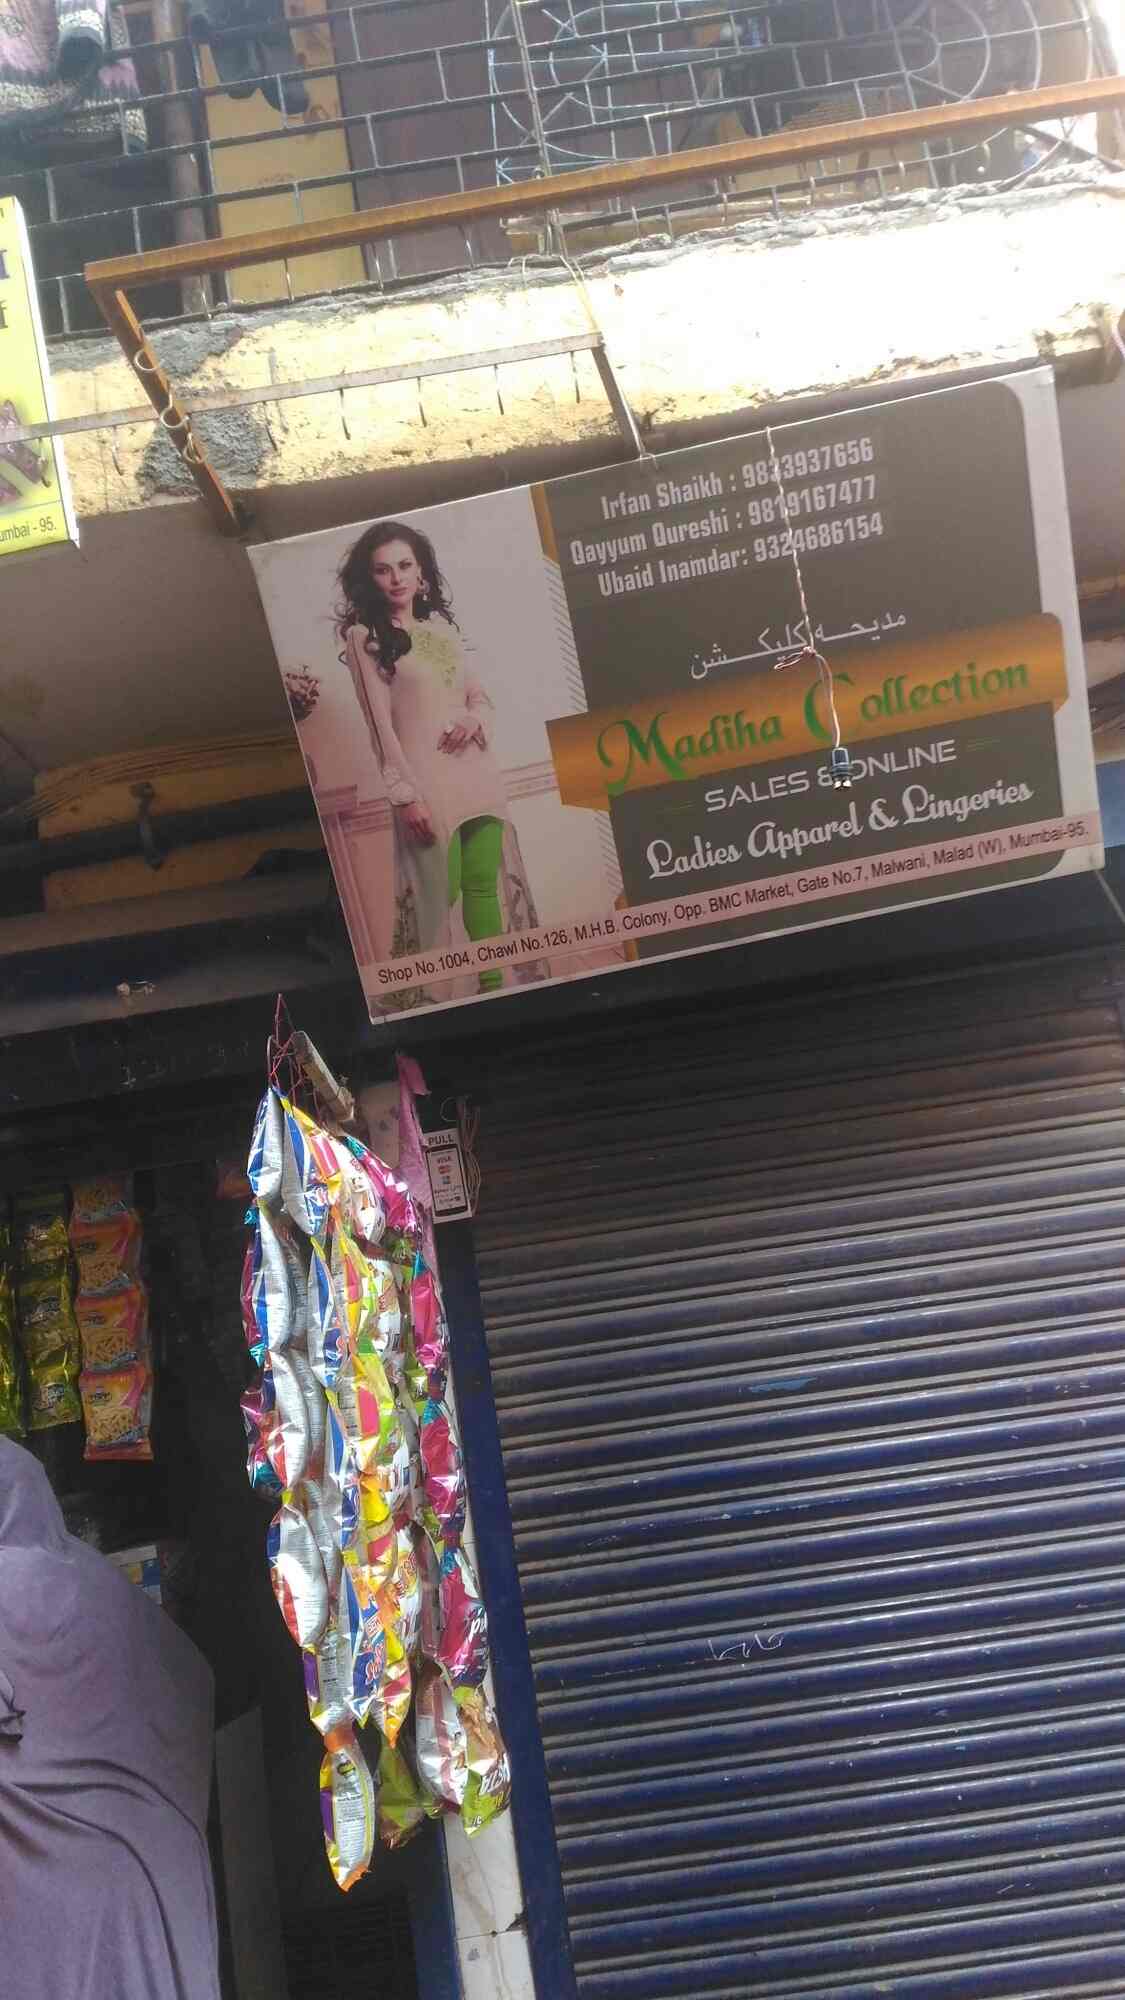 Irfan Shaikh : 9833937656
Qayyum Qureshi : 9819167477
Ubaid Inamdar: 9324686154
مدیحہ کلیکشن
Madiha Collection
SALES & ONLINE
Ladies Apparel & Lingeries
Shop No.1004, Chawl No.126, M.H.B. Colony, Opp. BMC Market, Gate No.7, Malwani, Malad (W), Mumbai-95.
umbai - 95.
PULL
VISA